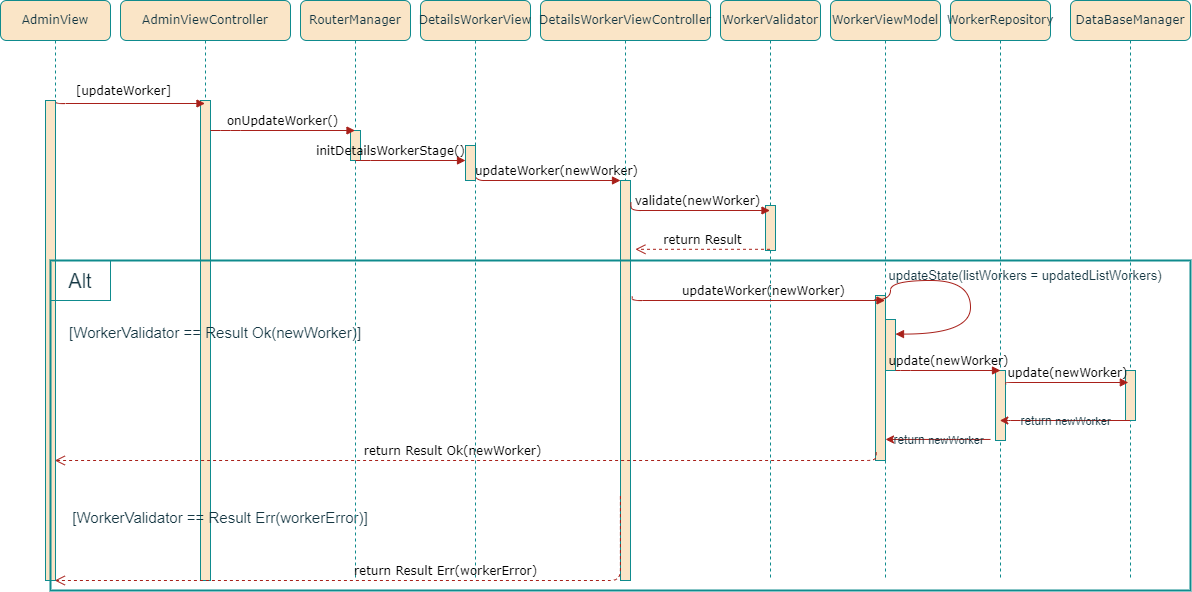 AdminView
AdminViewController
RouterManager
DetailsWorkerView
DetailsWorkerViewController
WorkerValidator
WorkerViewModel
WorkerRepository
DataBaseManager
[updateWorker]
onUpdateWorker()
initDetailsWorkerStage()
updateWorker(newWorker)
validate(newWorker)
return Result
Alt
updateState(listWorkers = updatedListWorkers)
updateWorker(newWorker)
[WorkerValidator == Result Ok(newWorker)]
update(newWorker)
update(newWorker)
return newWorker
return newWorker
return Result Ok(newWorker)
[WorkerValidator == Result Err(workerError)]
return Result Err(workerError)